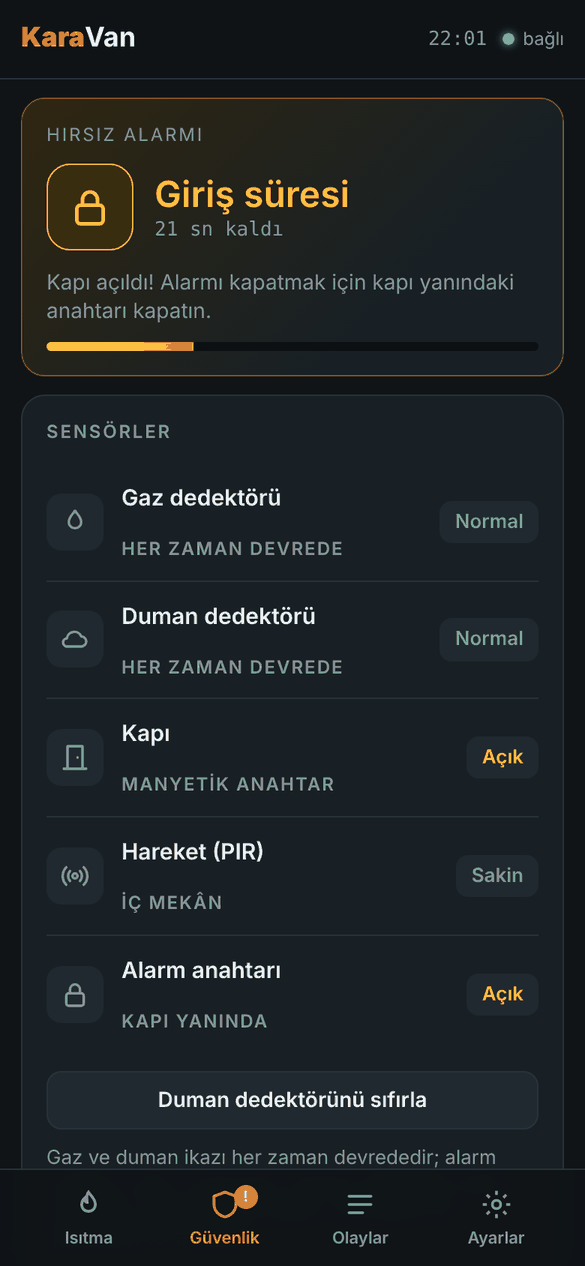 KaraVan
22:01
bağlı
HIRSIZ ALARMI
Giriş süresi
21 sn kaldı
Kapı açıldı! Alarmı kapatmak için kapı yanındaki
anahtarı kapatın.
SENSÖRLER
Gaz dedektörü
HER ZAMAN DEVREDE
Normal
Duman dedektörü
HER ZAMAN DEVREDE
Normal
Kapı
MANYETİK ANAHTAR
Açık
Hareket (PIR)
İÇ MEKÂN
Sakin
Alarm anahtarı
KAPI YANINDA
Açık
Duman dedektörünü sıfırla
Gaz ve duman ikazı her zaman devrededir; alarm
!
Isıtma
Güvenlik
Olaylar
Ayarlar